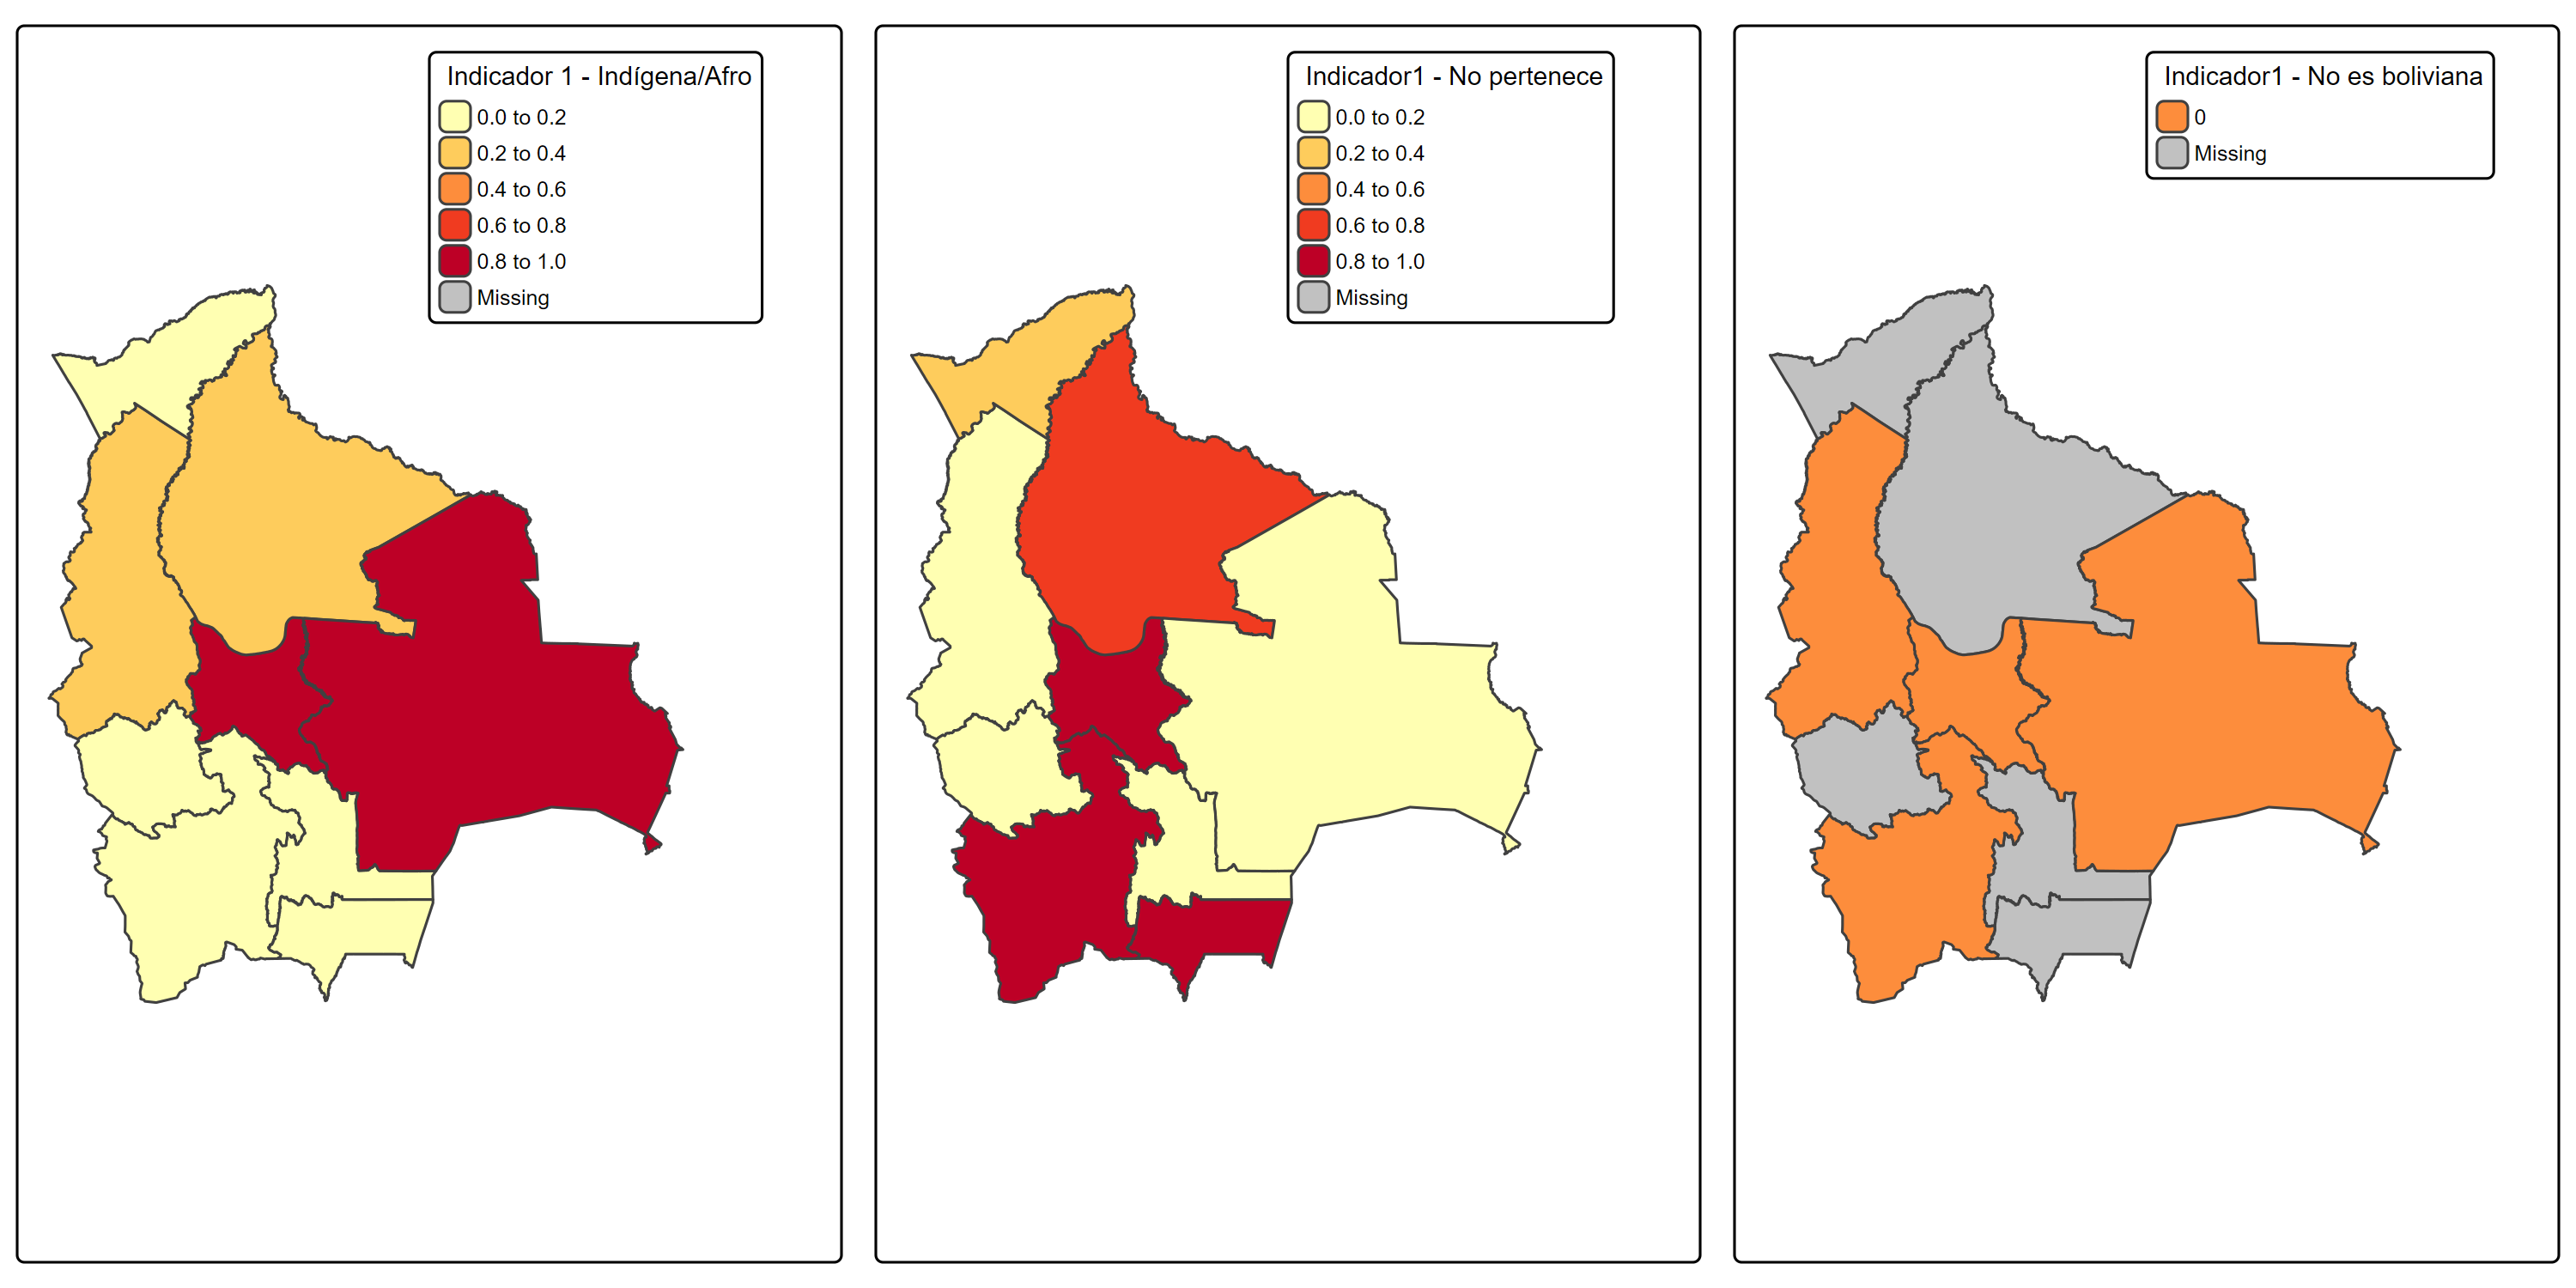 Indicador 1 - Indígena/Afro
0.0 to 0.2
0.2 to 0.4
0.4 to 0.6
0.6 to 0.8
0.8 to 1.0
Missing
Indicador1 - No pertenece
0.0 to 0.2
0.2 to 0.4
0.4 to 0.6
0.6 to 0.8
0.8 to 1.0
Missing
Indicador1 - No es boliviana
0
Missing